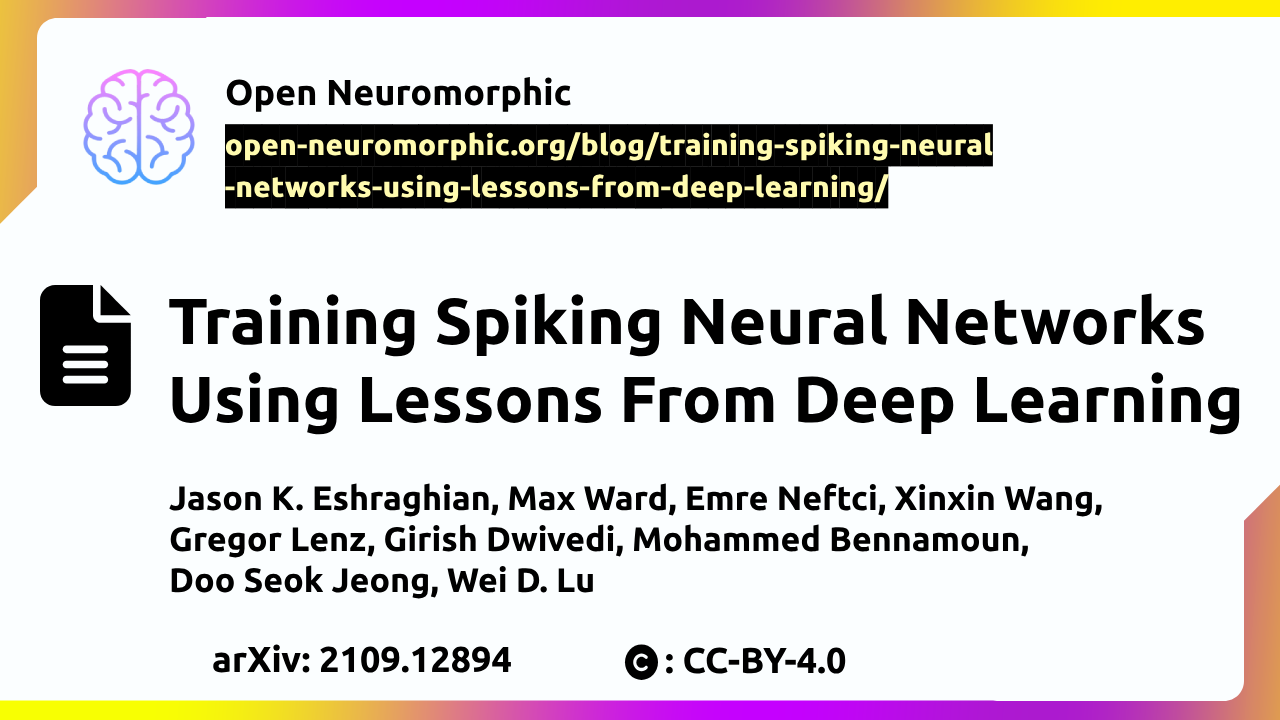 Open Neuromorphic
open-neuromorphic.org/blog/training-spiking-neural
-networks-using-lessons-from-deep-learning/
Training Spiking Neural Networks
Using Lessons From Deep Learning
Jason K. Eshraghian, Max Ward, Emre Neftci, Xinxin Wang,
Gregor Lenz, Girish Dwivedi, Mohammed Bennamoun,
Doo Seok Jeong, Wei D. Lu
arXiv: 2109.12894 ©: CC-BY-4.0